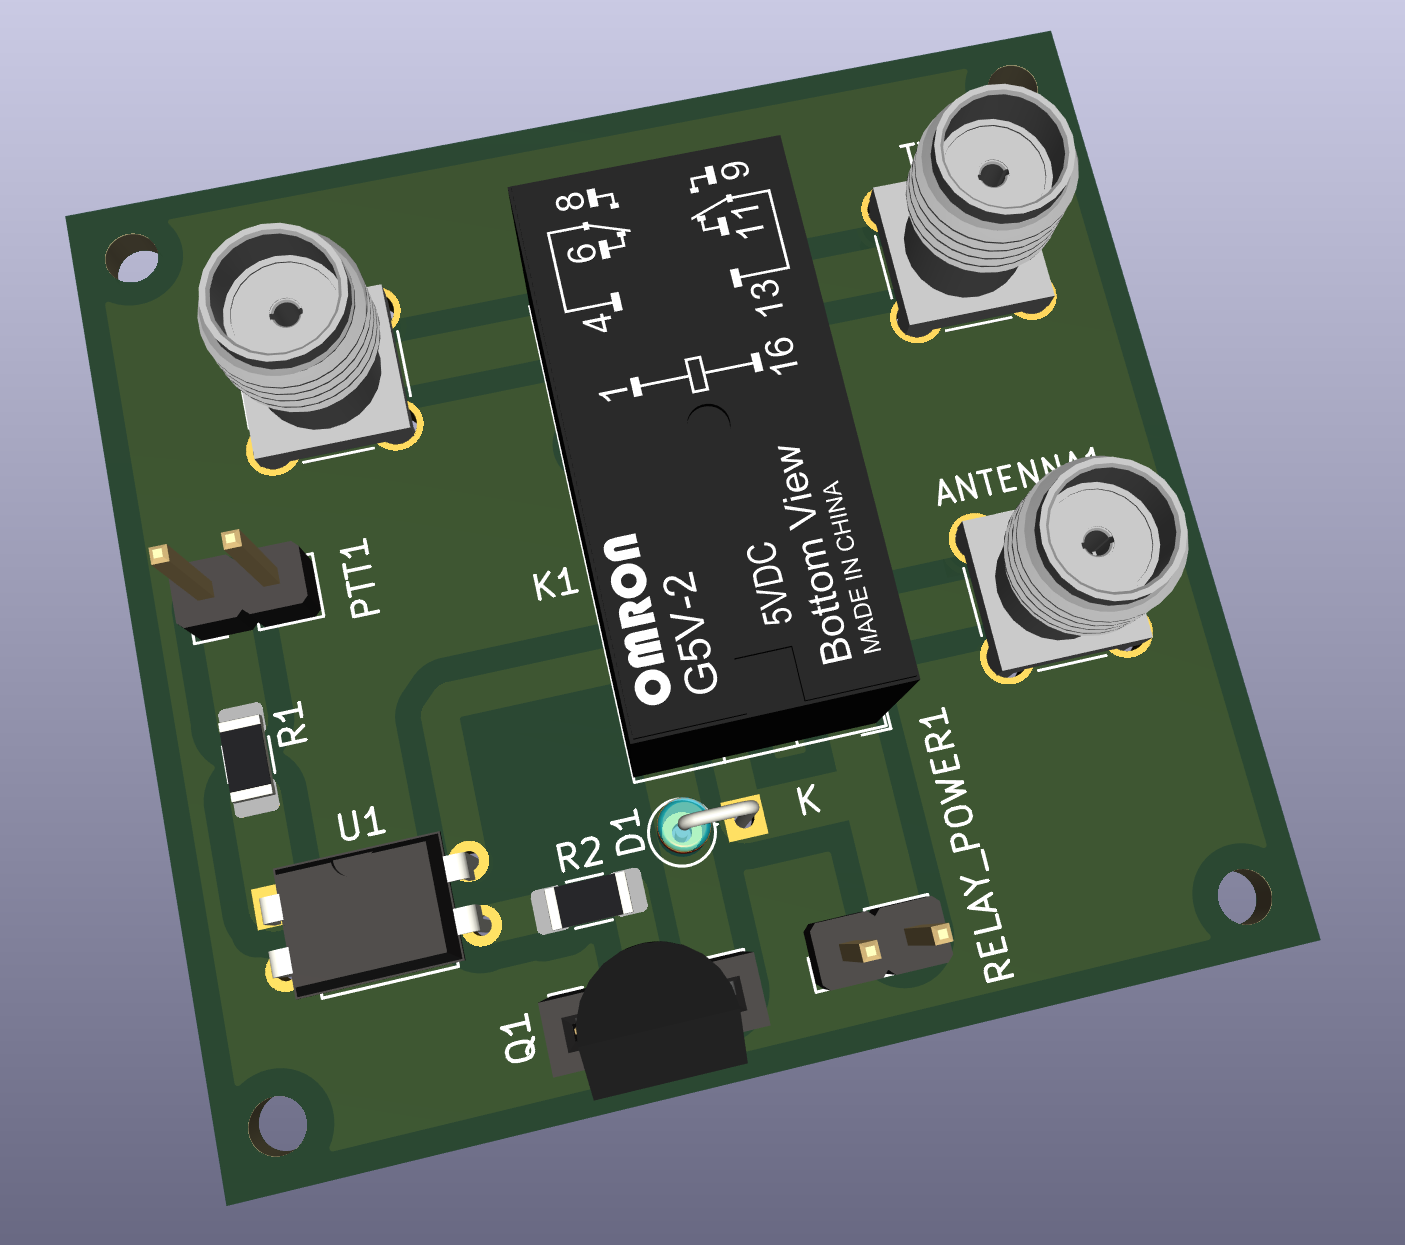 8
9
6
11
4
13
1
16
OMRON
G5V-2
5VDC
Bottom View
MADE IN CHINA
ANTENNA1
K1
PTT1
R1
U1
R2
D1
K
RELAY_POWER1
Q1